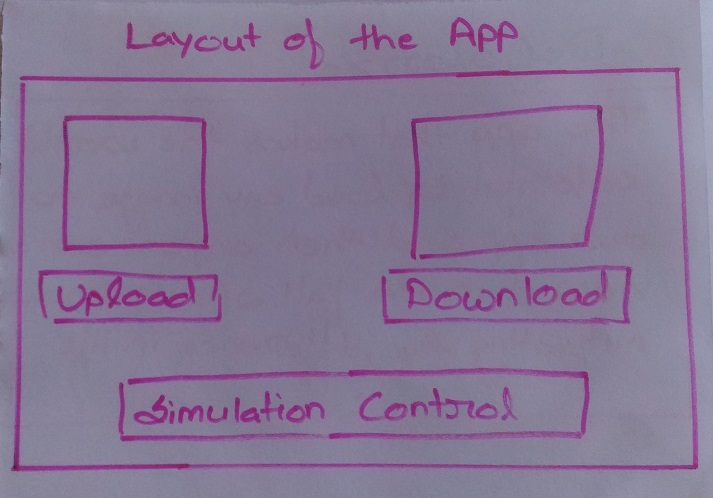 Layout of the App
Upload
Download
Simulation Control